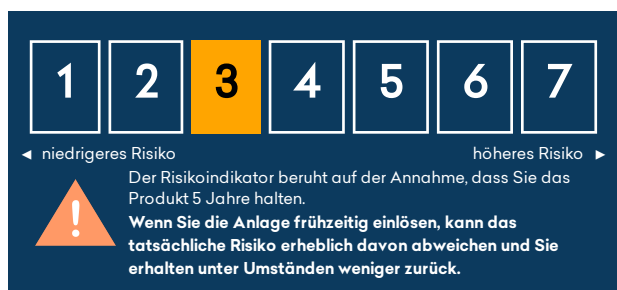 1 2 3 4 5 6 7
◄ niedrigeres Risiko höheres Risiko ►
Der Risikoindikator beruht auf der Annahme, dass Sie das
Produkt 5 Jahre halten.
!
Wenn Sie die Anlage frühzeitig einlösen, kann das
tatsächliche Risiko erheblich davon abweichen und Sie
erhalten unter Umständen weniger zurück.